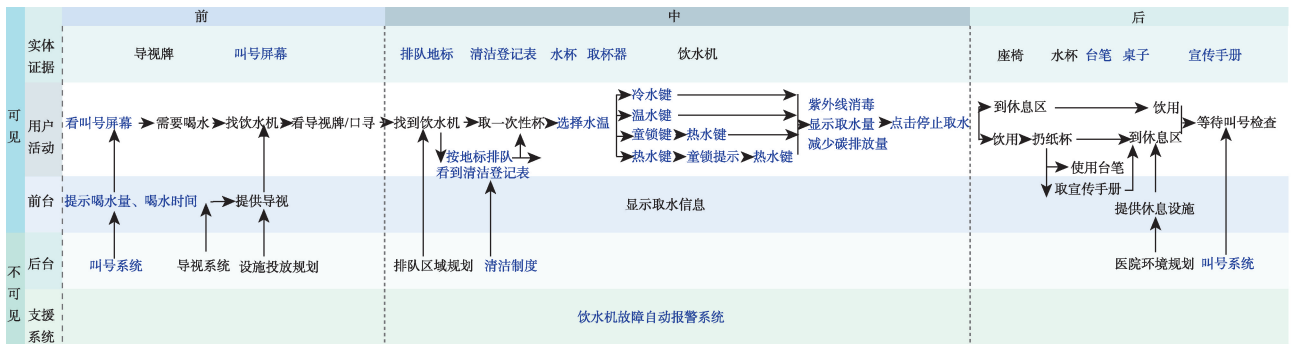 前
中
后
可见
不可见
实体证据
导视牌
叫号屏幕
排队地标
清洁登记表
水杯
取杯器
饮水机
座椅
水杯
台笔
桌子
宣传手册
用户活动
看叫号屏幕
需要喝水
找饮水机
看导视牌/口寻
找到饮水机
取一次性杯
选择水温
按地标排队
看到清洁登记表
冷水键
温水键
童锁键
热水键
热水键
童锁提示
热水键
紫外线消毒
显示取水量
减少碳排放量
点击停止取水
到休息区
饮用
饮用
扔纸杯
到休息区
等待叫号检查
使用台笔
取宣传手册
前台
提示喝水量、喝水时间
提供导视
显示取水信息
提供休息设施
后台
叫号系统
导视系统
设施投放规划
排队区域规划
清洁制度
医院环境规划
叫号系统
支援系统
饮水机故障自动报警系统